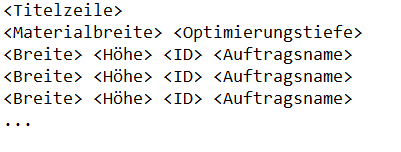 <Titelzeile>
<Materialbreite> <Optimierungstiefe>
<Breite> <Höhe> <ID> <Auftragsname>
<Breite> <Höhe> <ID> <Auftragsname>
<Breite> <Höhe> <ID> <Auftragsname>
...